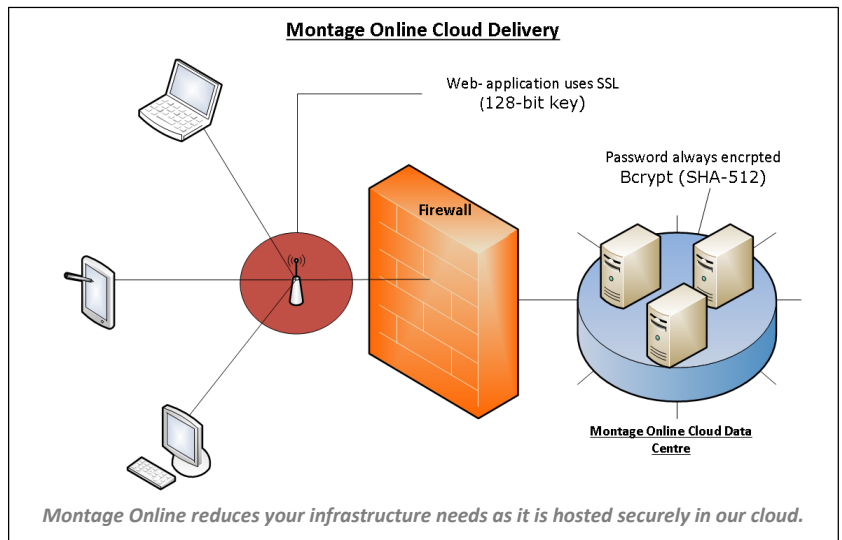 Montage Online Cloud Delivery
Web- application uses SSL
(128-bit key)
Password always encrpted
Bcrypt (SHA-512)
Firewall
Montage Online Cloud Data
Centre
Montage Online reduces your infrastructure needs as it is hosted securely in our cloud.